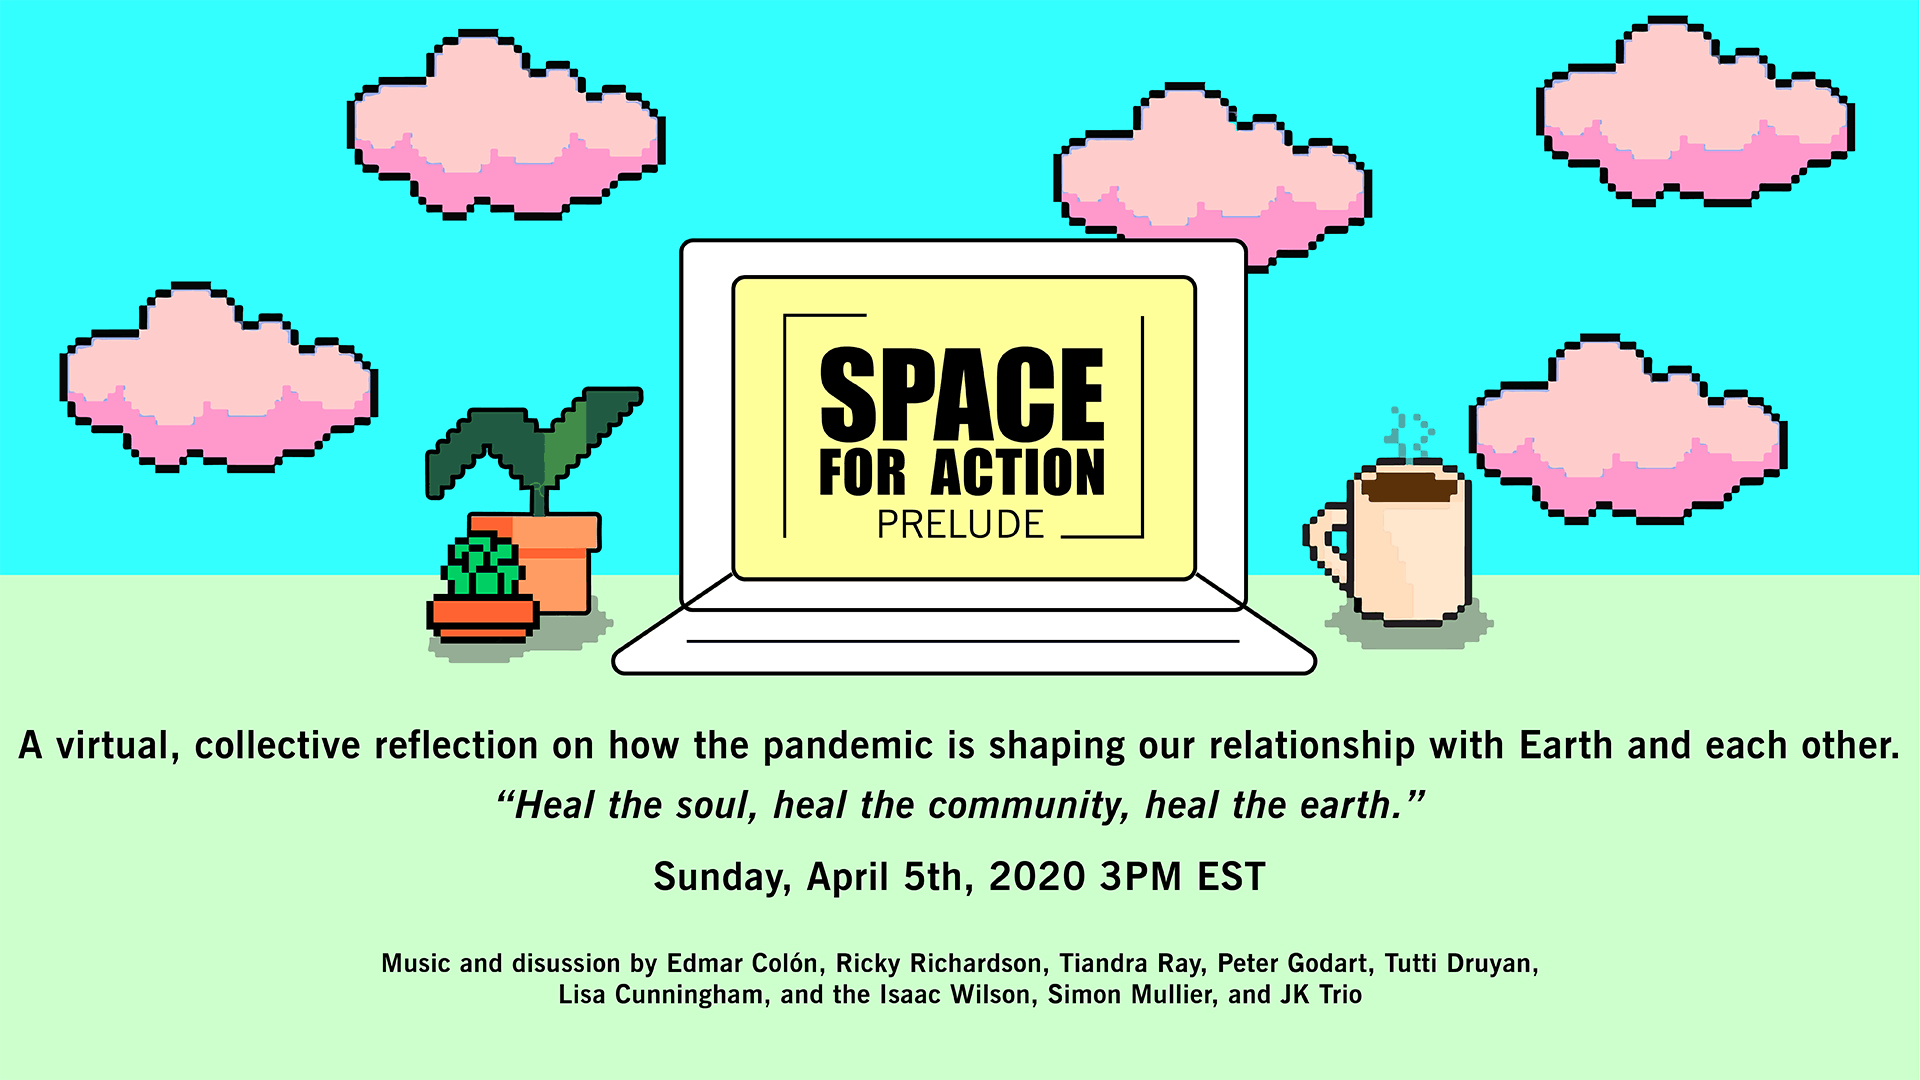 SPACE
FOR ACTION
PRELUDE
A virtual, collective reflection on how the pandemic is shaping our relationship with Earth and each other.
“Heal the soul, heal the community, heal the earth.”
Sunday, April 5th, 2020 3PM EST
Music and disussion by Edmar Colón, Ricky Richardson, Tiandra Ray, Peter Godart, Tutti Druyan,
Lisa Cunningham, and the Isaac Wilson, Simon Mullier, and JK Trio